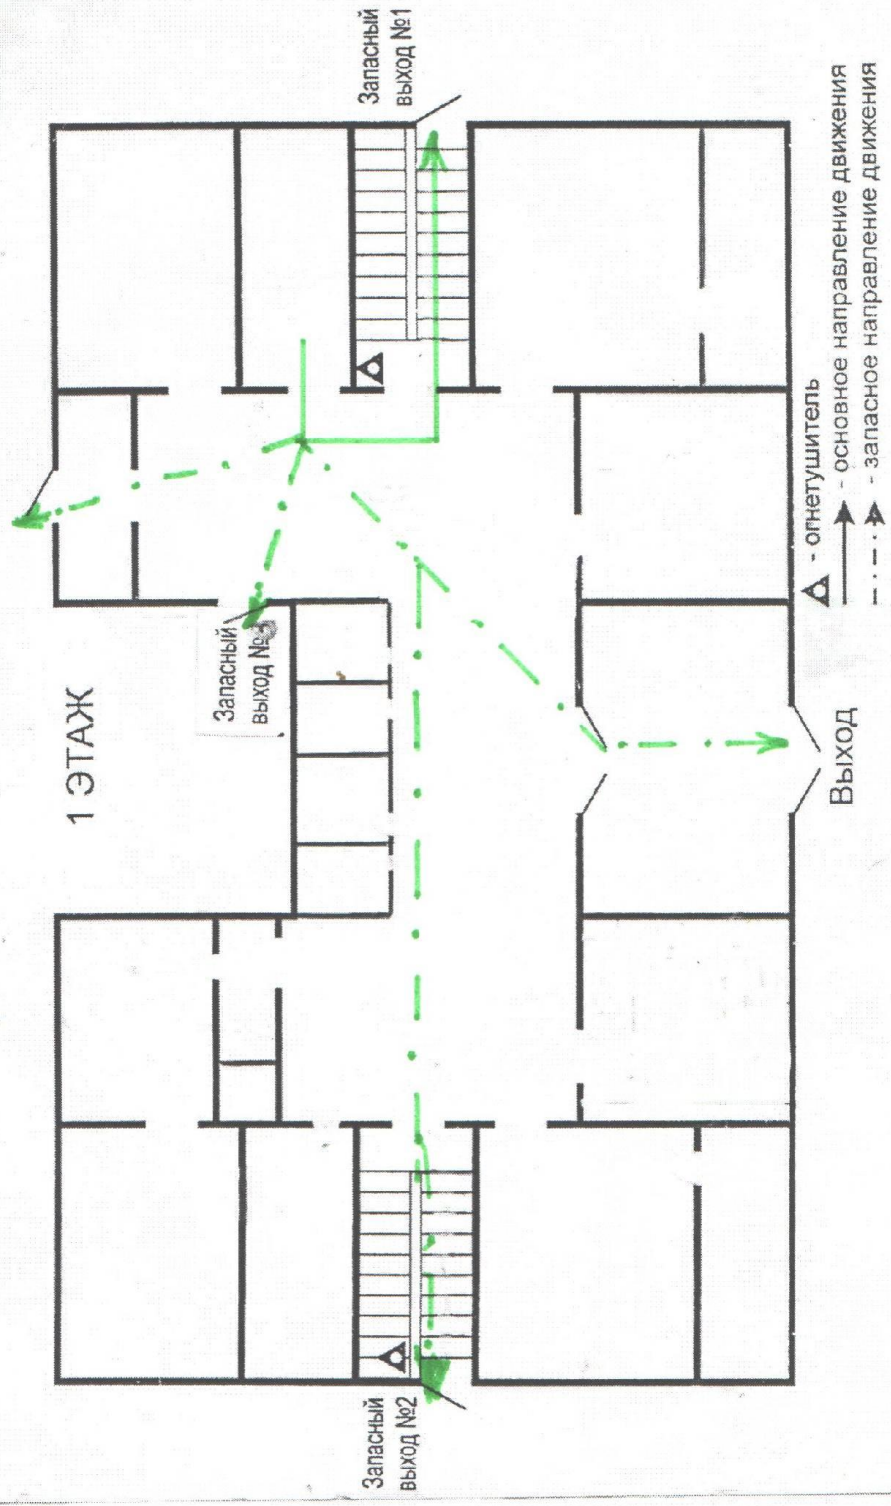 1 ЭТАЖ
Запасный
выход №1
Запасный
выход №3
Запасный
выход №2
Выход
- огнетушитель
- основное направление движения
- запасное направление движения